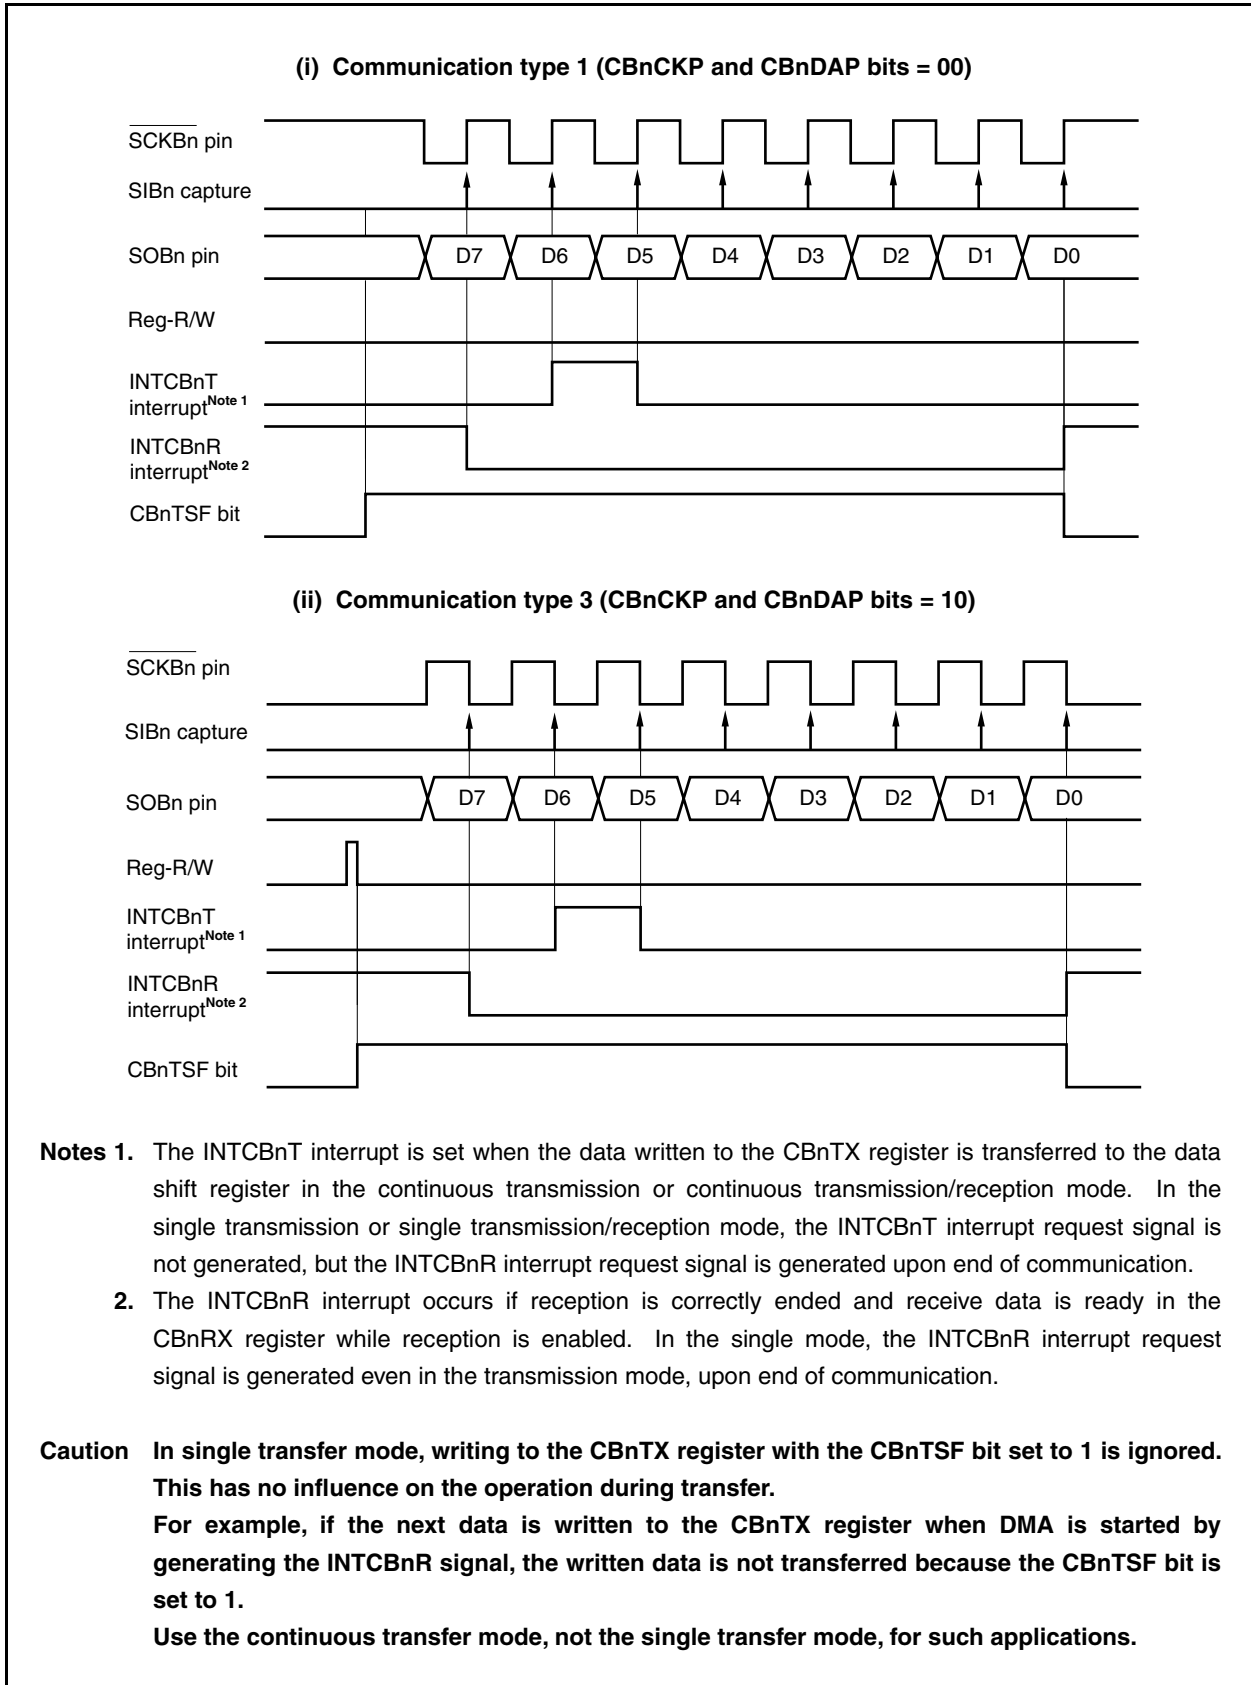 (i) Communication type 1 (CBnCKP and CBnDAP bits = 00)
SCKBn pin
SIBn capture
SOBn pin D7 D6 D5 D4 D3 D2 D1 D0
Reg-R/W
INTCBnT
interruptNote 1
INTCBnR
interruptNote 2
CBnTSF bit
(ii) Communication type 3 (CBnCKP and CBnDAP bits = 10)
SCKBn pin
SIBn capture
SOBn pin D7 D6 D5 D4 D3 D2 D1 D0
Reg-R/W
INTCBnT
interruptNote 1
INTCBnR
interruptNote 2
CBnTSF bit
Notes 1. The INTCBnT interrupt is set when the data written to the CBnTX register is transferred to the data
shift register in the continuous transmission or continuous transmission/reception mode. In the
single transmission or single transmission/reception mode, the INTCBnT interrupt request signal is
not generated, but the INTCBnR interrupt request signal is generated upon end of communication.
2. The INTCBnR interrupt occurs if reception is correctly ended and receive data is ready in the
CBnRX register while reception is enabled. In the single mode, the INTCBnR interrupt request
signal is generated even in the transmission mode, upon end of communication.
Caution In single transfer mode, writing to the CBnTX register with the CBnTSF bit set to 1 is ignored.
This has no influence on the operation during transfer.
For example, if the next data is written to the CBnTX register when DMA is started by
generating the INTCBnR signal, the written data is not transferred because the CBnTSF bit is
set to 1.
Use the continuous transfer mode, not the single transfer mode, for such applications.